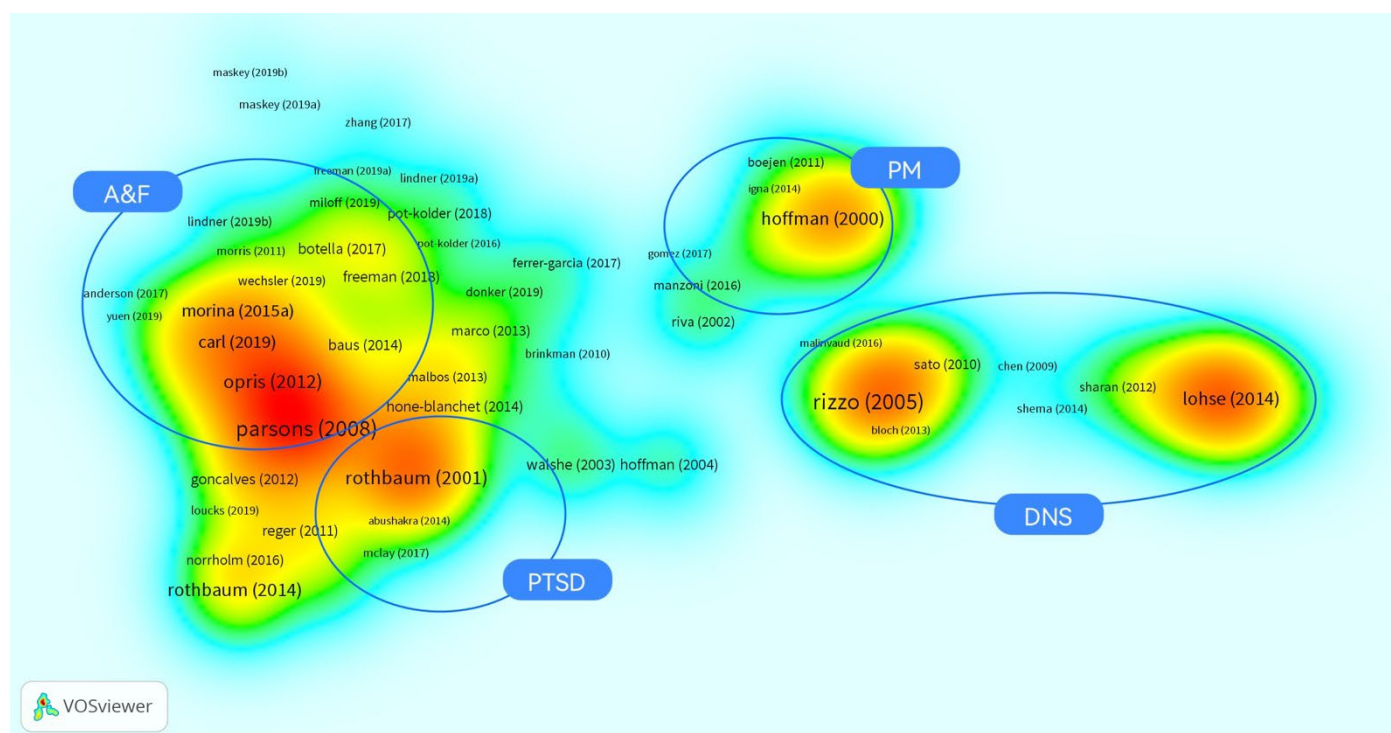 maskey (2019b)
maskey (2019a)
zhang (2017)
A&F
freeman (2019a)
lindner (2019a)
miloff (2019)
pot-kolder (2018)
lindner (2019b)
morris (2011)
botella (2017)
pot-kolder (2016)
wechsler (2019)
freeman (2018)
ferrer-garcia (2017)
anderson (2017)
donker (2019)
yuen (2019)
morina (2015a)
marco (2013)
carl (2019)
baus (2014)
brinkman (2010)
opris (2012)
malbos (2013)
hone-blanchet (2014)
parsons (2008)
goncalves (2012)
rothbaum (2001)
walshe (2003)
hoffman (2004)
loucks (2019)
abushakra (2014)
reger (2011)
mclay (2017)
norrholm (2016)
rothbaum (2014)
PTSD
boejen (2011)
PM
igna (2014)
hoffman (2000)
gomez (2017)
manzoni (2016)
riva (2002)
malinvaud (2016)
sato (2010)
chen (2009)
sharan (2012)
rizzo (2005)
shema (2014)
lohse (2014)
bloch (2013)
DNS
VOSviewer